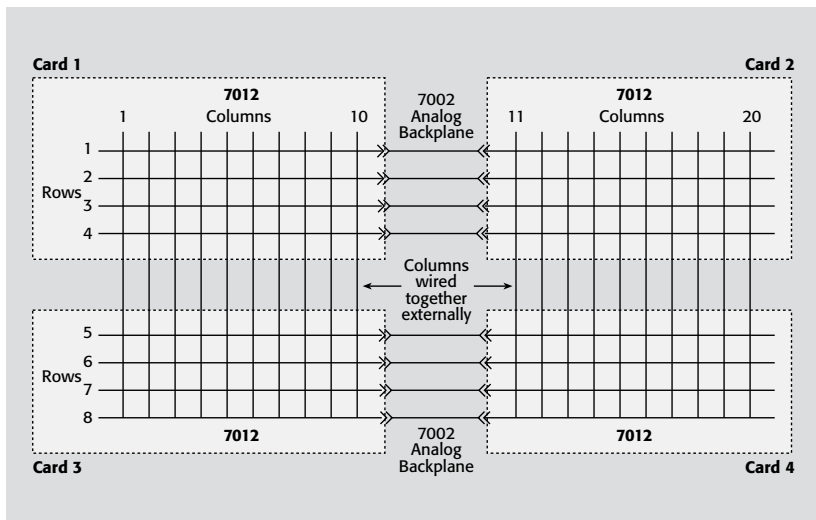 Card 1
Card 2
7012
Columns
1
10
7002
Analog
Backplane
7012
Columns
11
20
1
2
Rows
3
4
Columns
wired
together
externally
5
6
Rows
7
8
7012
7002
Analog
Backplane
7012
Card 3
Card 4